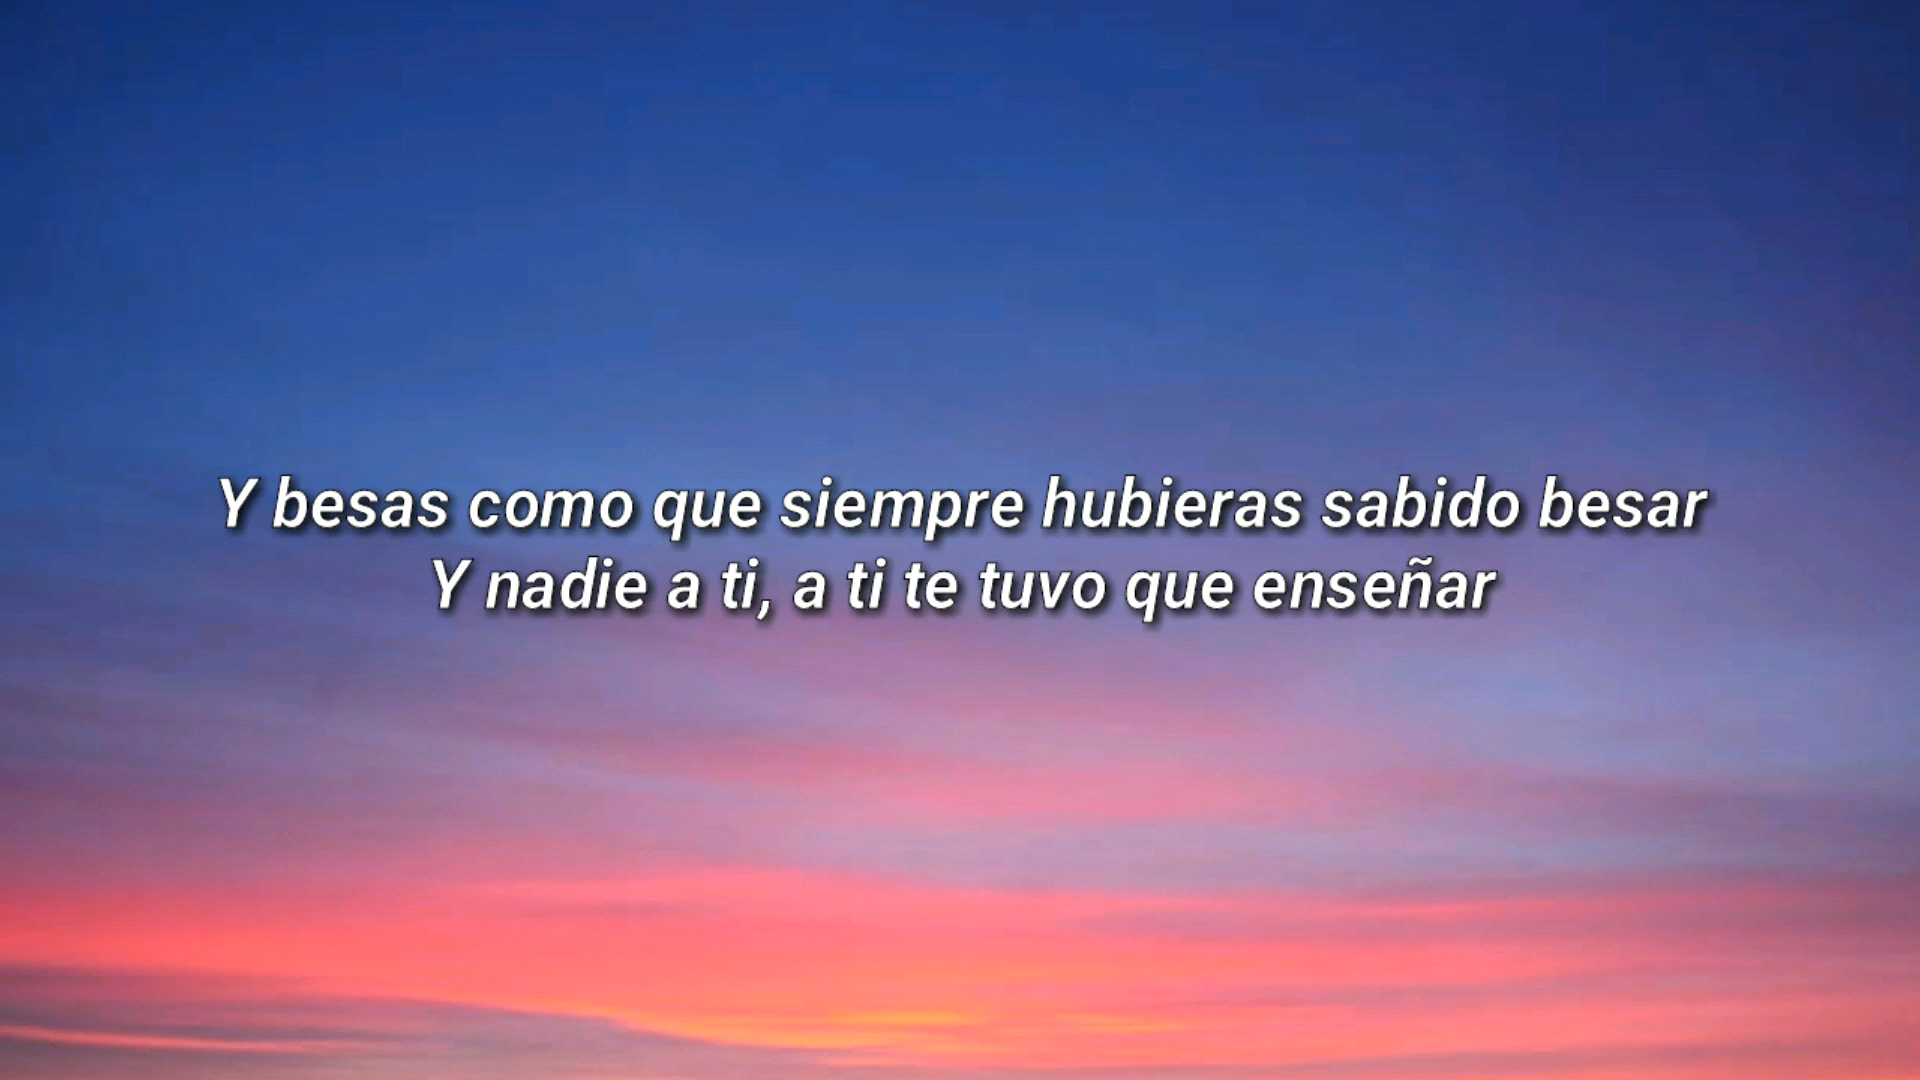 Y besas como que siempre hubieras sabido besar
Y nadie a ti, a ti te tuvo que enseñar